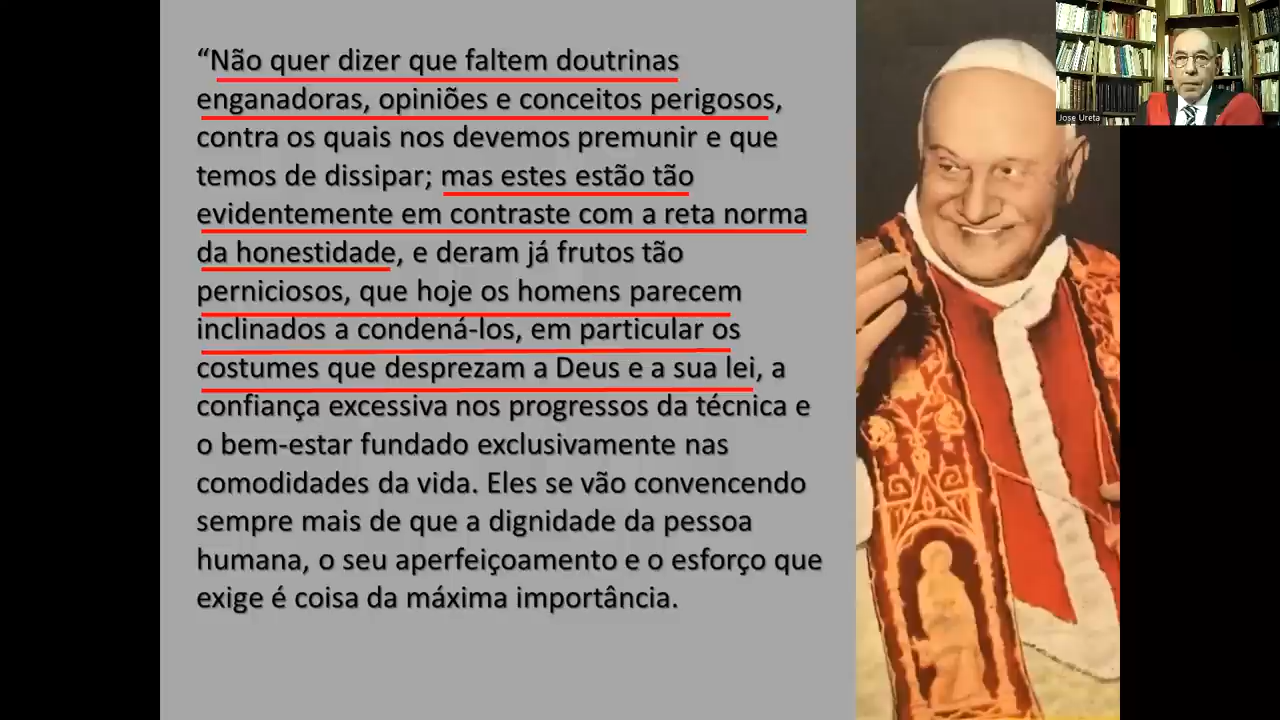 “Não quer dizer que faltem doutrinas
enganadoras, opiniões e conceitos perigosos,
contra os quais nos devemos premunir e que
temos de dissipar; mas estes estão tão
evidentemente em contraste com a reta norma
da honestidade, e deram já frutos tão
perniciosos, que hoje os homens parecem
inclinados a condená-los, em particular os
costumes que desprezam a Deus e a sua lei, a
confiança excessiva nos progressos da técnica e
o bem-estar fundado exclusivamente nas
comodidades da vida. Eles se vão convencendo
sempre mais de que a dignidade da pessoa
humana, o seu aperfeiçoamento e o esforço que
exige é coisa da máxima importância.
Jose Ureta